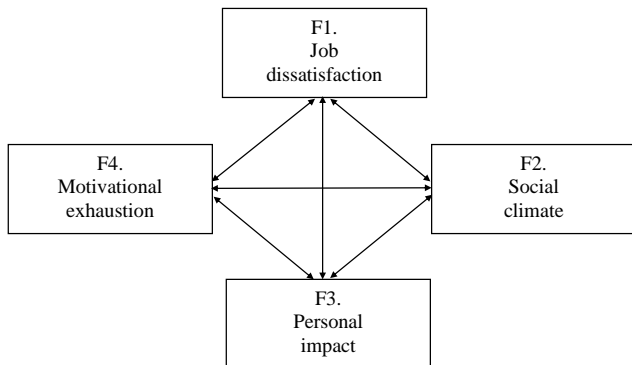 F1.
Job
dissatisfaction
F4.
Motivational
exhaustion
F2.
Social
climate
F3.
Personal
impact